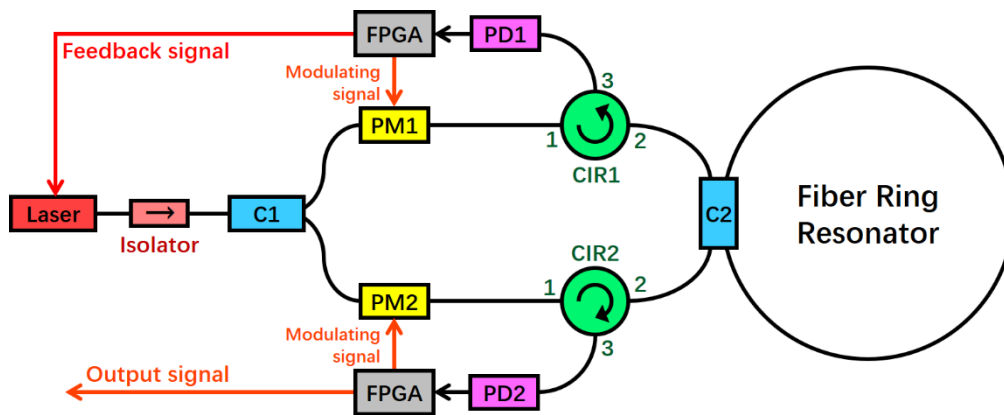 FPGA
PD1
Feedback signal
Modulating
signal
3
PM1
1
2
CIR1
Laser
→
Isolator
C1
C2
Fiber Ring
Resonator
CIR2
PM2
1
2
Modulating
signal
3
Output signal
FPGA
PD2